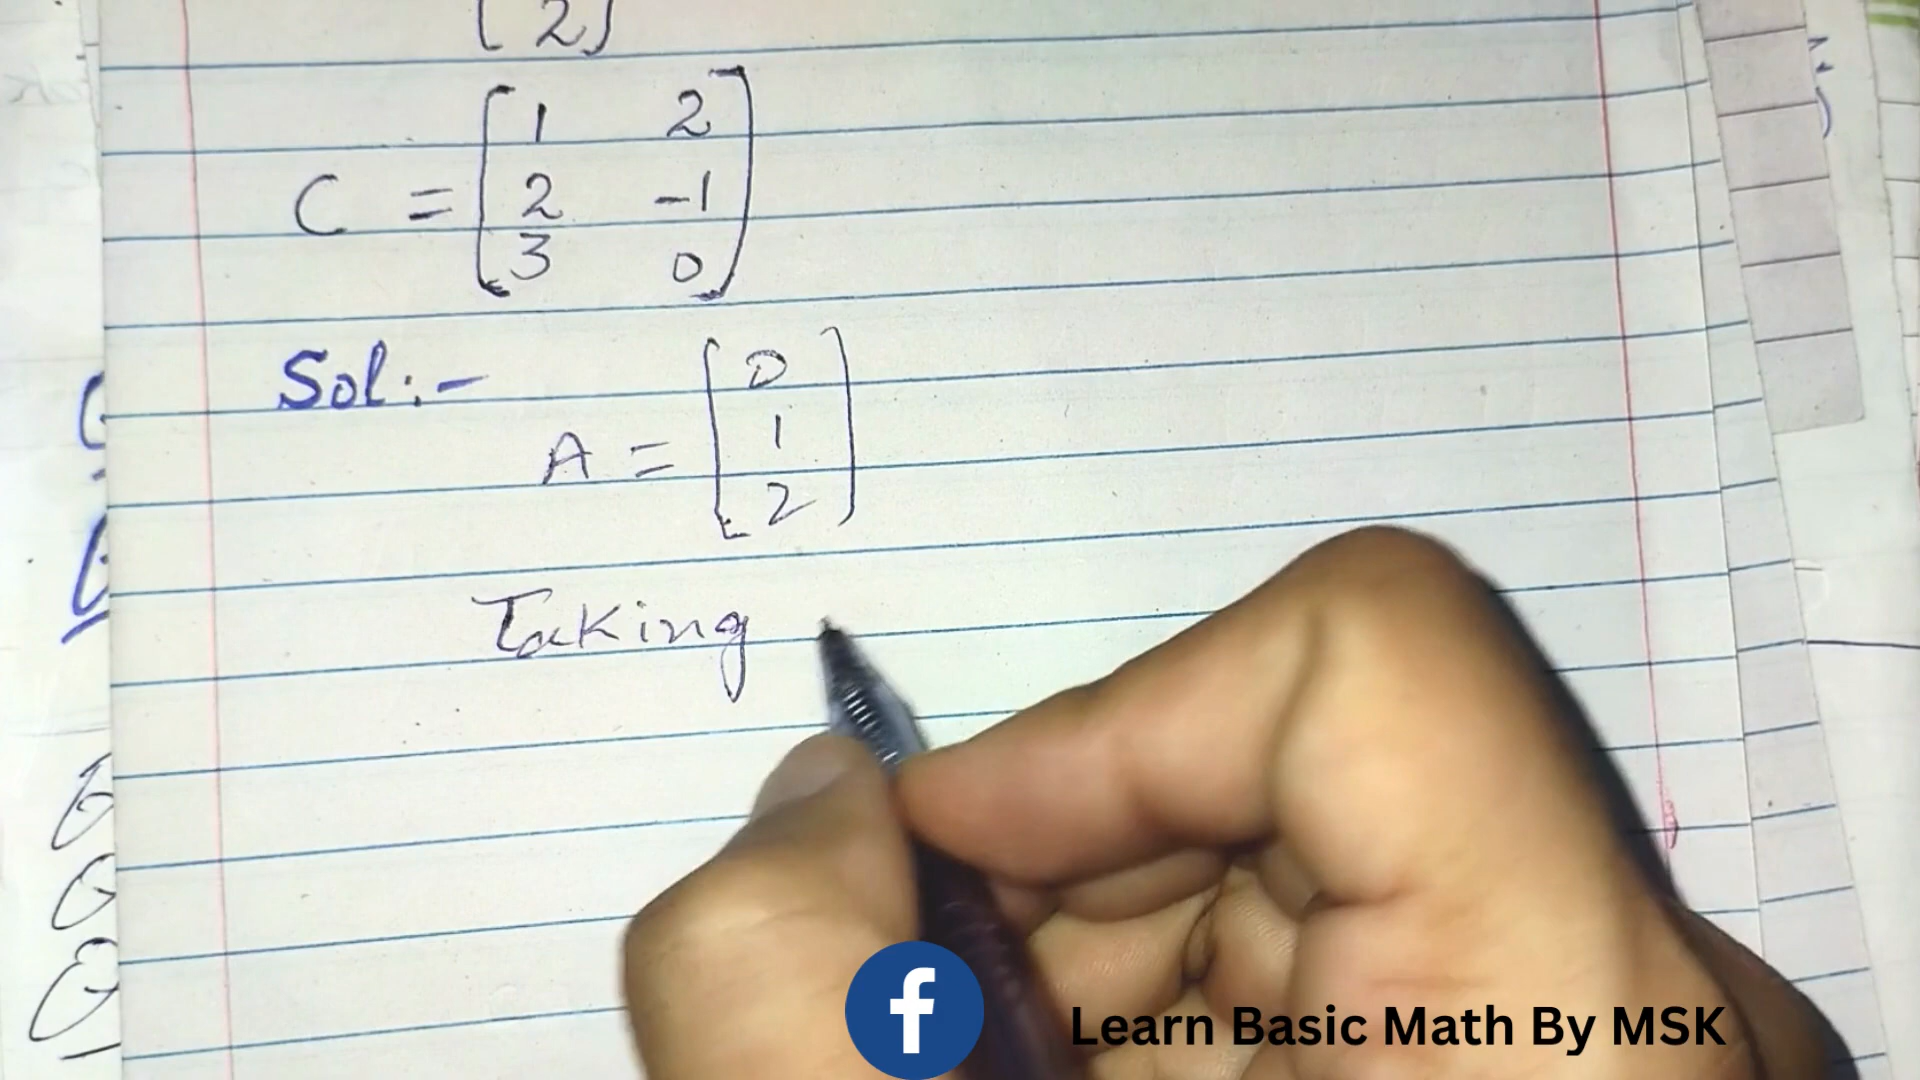 [2]
C = [1 2
2 -1
3 0]
Sol:-
A = [0
1
2]
Taking
f Learn Basic Math By MSK